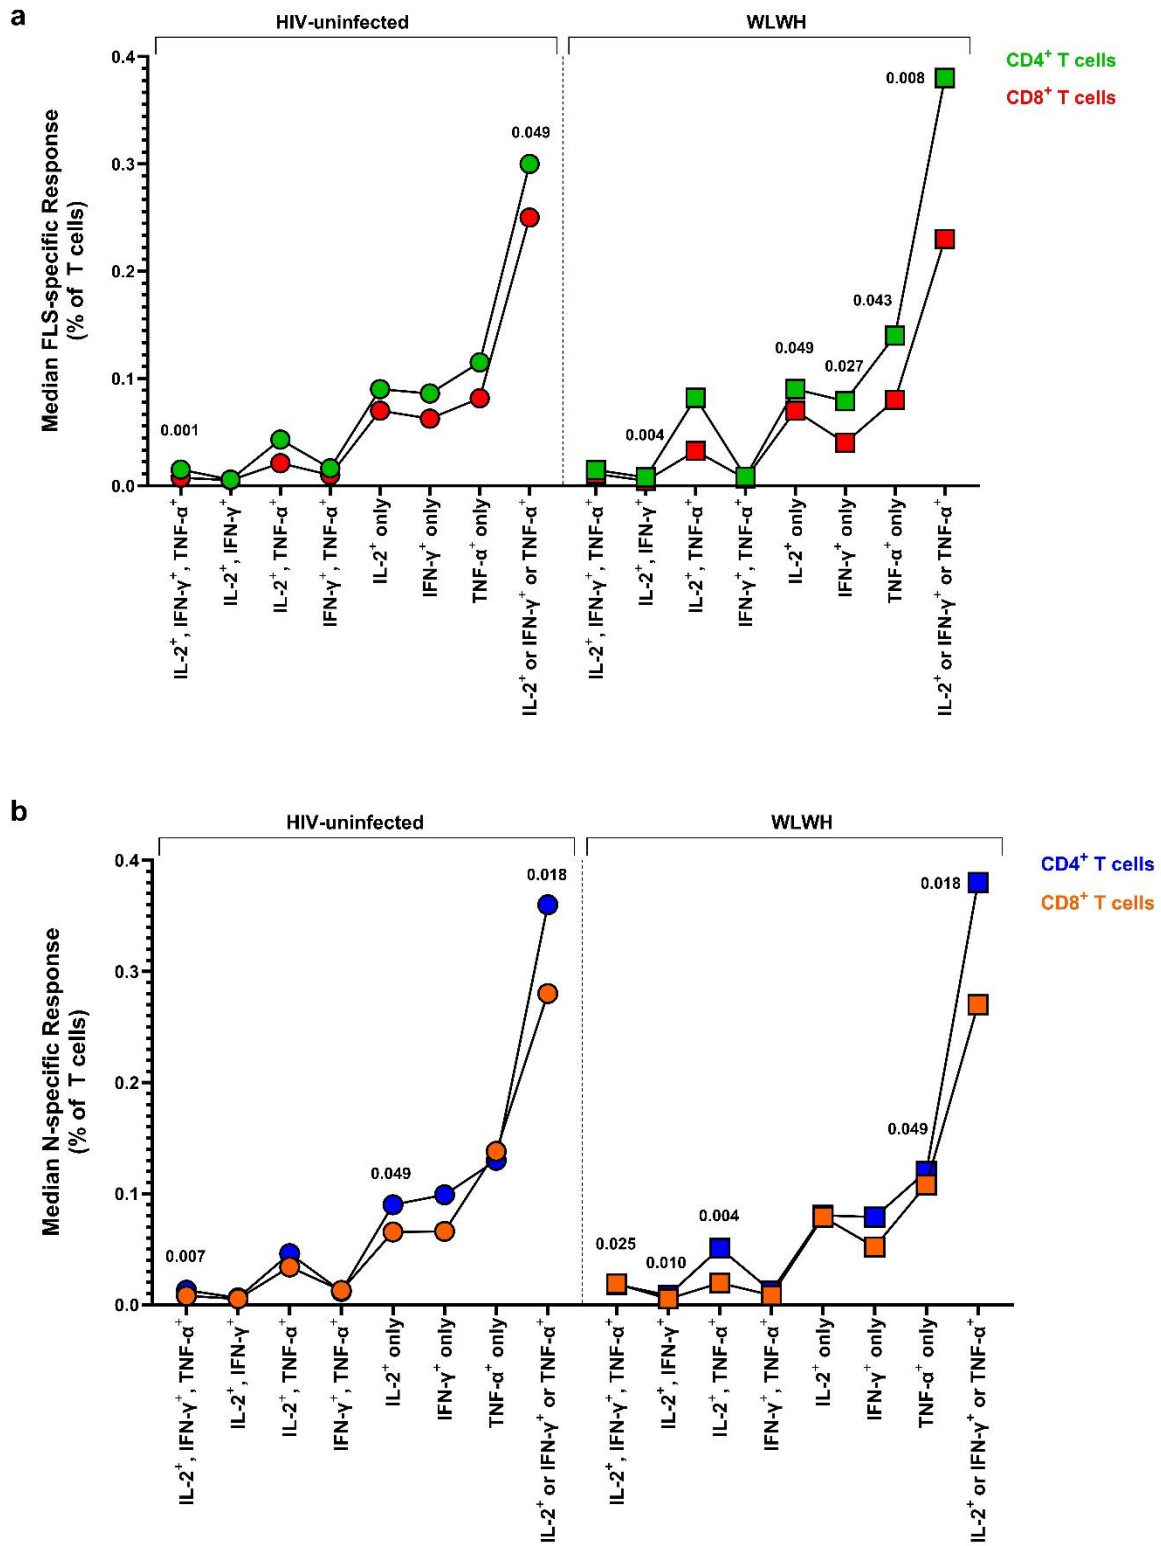 a
HIV-uninfected
WLWH
CD4⁺ T cells
CD8⁺ T cells
Median FLS-specific Response
(% of T cells)
0.4
0.3
0.2
0.1
0.0
0.001
0.049
0.004
0.049
0.027
0.043
0.008
IL-2⁺, IFN-γ⁺, TNF-α⁺
IL-2⁺, IFN-γ⁺
IL-2⁺, TNF-α⁺
IFN-γ⁺, TNF-α⁺
IL-2⁺ only
IFN-γ⁺ only
TNF-α⁺ only
IL-2⁺ or IFN-γ⁺ or TNF-α⁺
IL-2⁺, IFN-γ⁺, TNF-α⁺
IL-2⁺, IFN-γ⁺
IL-2⁺, TNF-α⁺
IFN-γ⁺, TNF-α⁺
IL-2⁺ only
IFN-γ⁺ only
TNF-α⁺ only
IL-2⁺ or IFN-γ⁺ or TNF-α⁺
b
HIV-uninfected
WLWH
CD4⁺ T cells
CD8⁺ T cells
Median N-specific Response
(% of T cells)
0.4
0.3
0.2
0.1
0.0
0.007
0.049
0.018
0.025
0.010
0.004
0.049
0.018
IL-2⁺, IFN-γ⁺, TNF-α⁺
IL-2⁺, IFN-γ⁺
IL-2⁺, TNF-α⁺
IFN-γ⁺, TNF-α⁺
IL-2⁺ only
IFN-γ⁺ only
TNF-α⁺ only
IL-2⁺ or IFN-γ⁺ or TNF-α⁺
IL-2⁺, IFN-γ⁺, TNF-α⁺
IL-2⁺, IFN-γ⁺
IL-2⁺, TNF-α⁺
IFN-γ⁺, TNF-α⁺
IL-2⁺ only
IFN-γ⁺ only
TNF-α⁺ only
IL-2⁺ or IFN-γ⁺ or TNF-α⁺